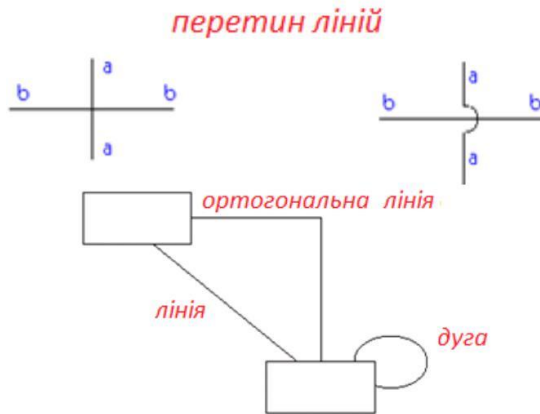 перетин ліній
a
b b
a
a
b b
a
ортогональна лінія
лінія
дуга